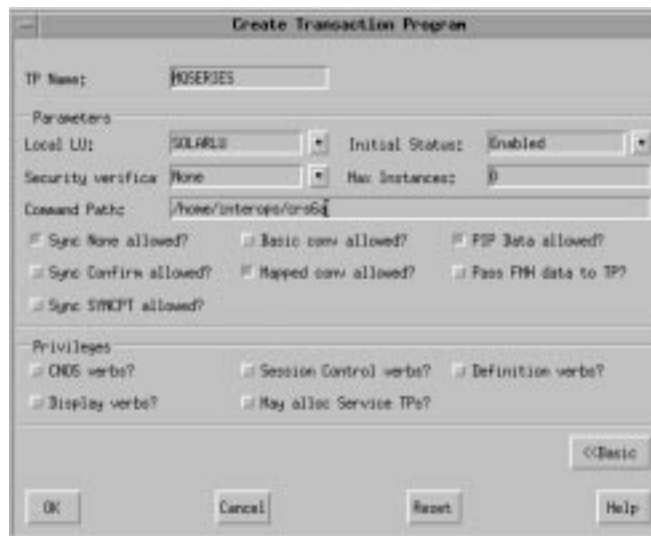 Create Transaction Program
TP Name: MQSERIES
Parameters
Local LU: SOLARLU Initial Status: Enabled
Security verifica None Max Instances: 0
Command Path: /home/interops/crs6a
Sync None allowed? Basic conv allowed? PIP Data allowed?
Sync Confirm allowed? Mapped conv allowed? Pass FMH data to TP?
Sync SYNCPT allowed?
Privileges
CNOS verbs? Session Control verbs? Definition verbs?
Display verbs? May alloc Service TPs?
<<Basic
OK Cancel Reset Help